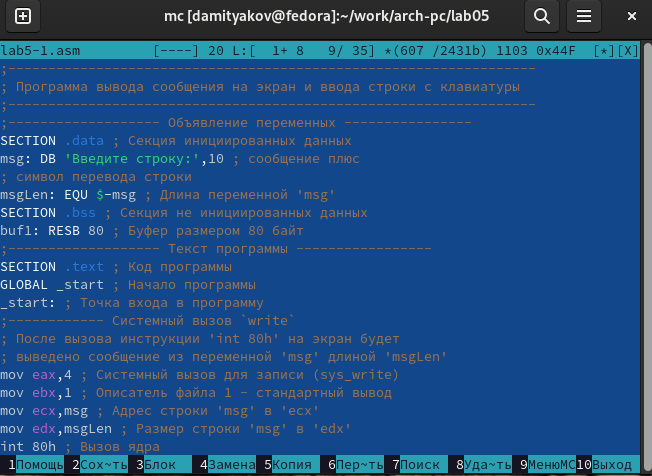 mc [damityakov@fedora]:~/work/arch-pc/lab05
lab5-1.asm [----] 20 L:[ 1+ 8 9/ 35] *(607 /2431b) 1103 0x44F [*][X]
;------------------------------------------------------------------
; Программа вывода сообщения на экран и ввода строки с клавиатуры
;------------------------------------------------------------------
;------------------- Объявление переменных ----------------
SECTION .data ; Секция инициированных данных
msg: DB 'Введите строку:',10 ; сообщение плюс
; символ перевода строки
msgLen: EQU $-msg ; Длина переменной 'msg'
SECTION .bss ; Секция не инициированных данных
buf1: RESB 80 ; Буфер размером 80 байт
;------------------- Текст программы -----------------
SECTION .text ; Код программы
GLOBAL _start ; Начало программы
_start: ; Точка входа в программу
;------------ Системный вызов `write`
; После вызова инструкции 'int 80h' на экран будет
; выведено сообщение из переменной 'msg' длиной 'msgLen'
mov eax,4 ; Системный вызов для записи (sys_write)
mov ebx,1 ; Описатель файла 1 - стандартный вывод
mov ecx,msg ; Адрес строки 'msg' в 'ecx'
mov edx,msgLen ; Размер строки 'msg' в 'edx'
int 80h ; Вызов ядра
1Помощь 2Сох~ть 3Блок 4Замена 5Копия 6Пер~ть 7Поиск 8Уда~ть 9МенюMC 10Выход